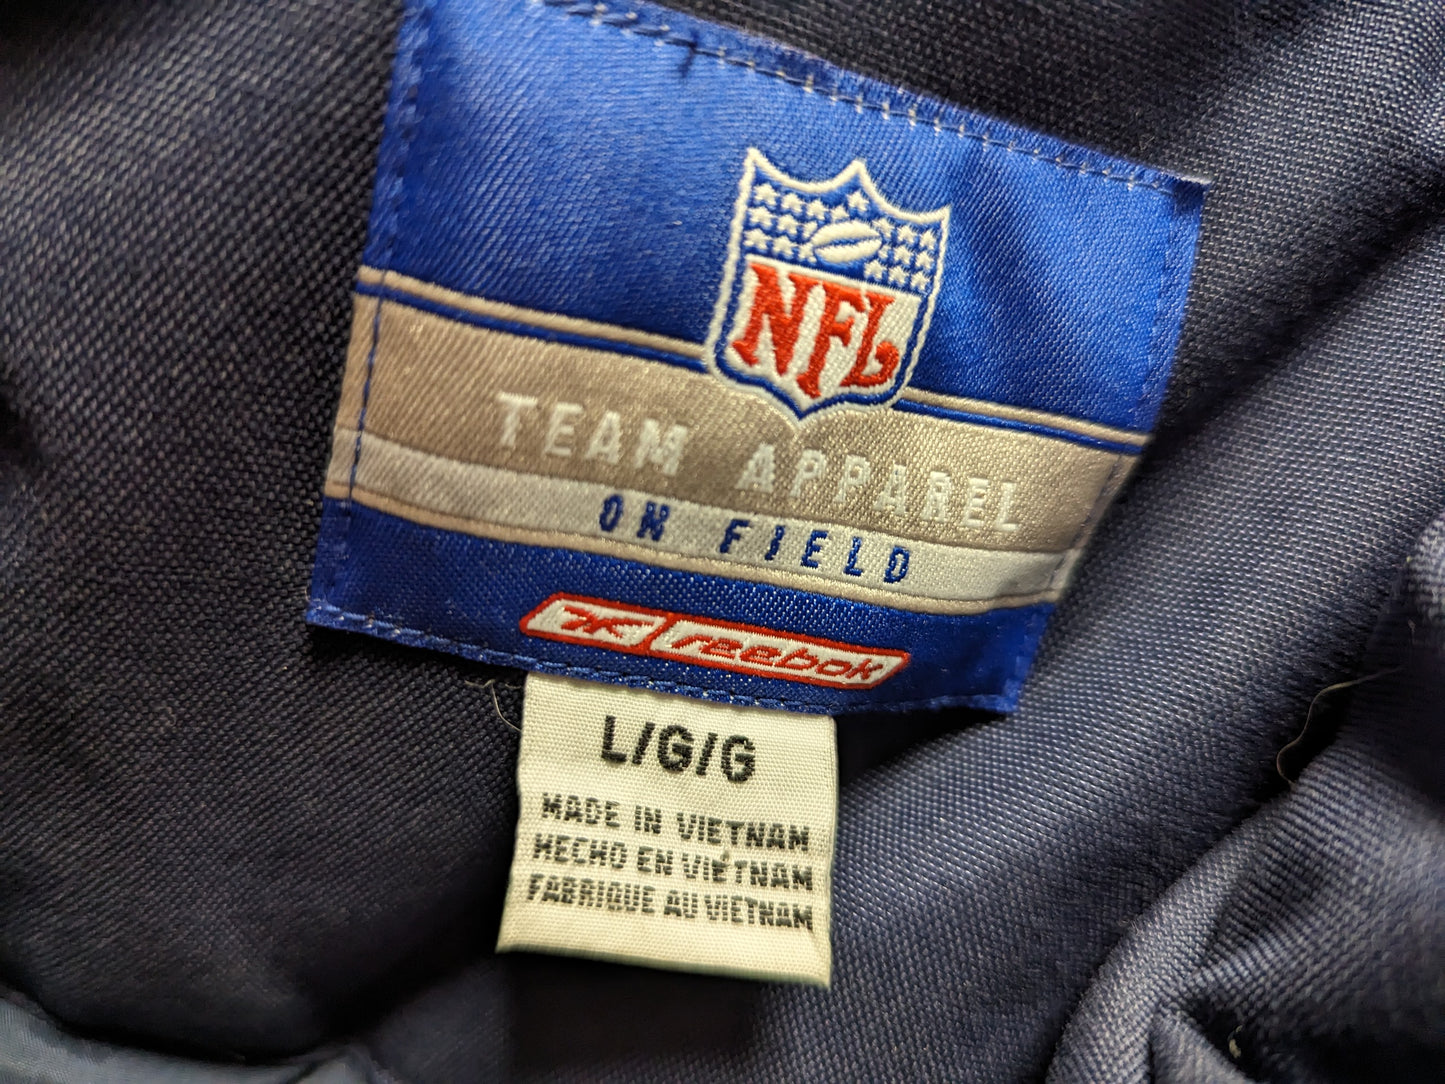 NFL
TEAM APPAREL
ON FIELD
Reebok
L/G/G
MADE IN VIETNAM
HECHO EN VIETNAM
FABRIQUE AU VIETNAM